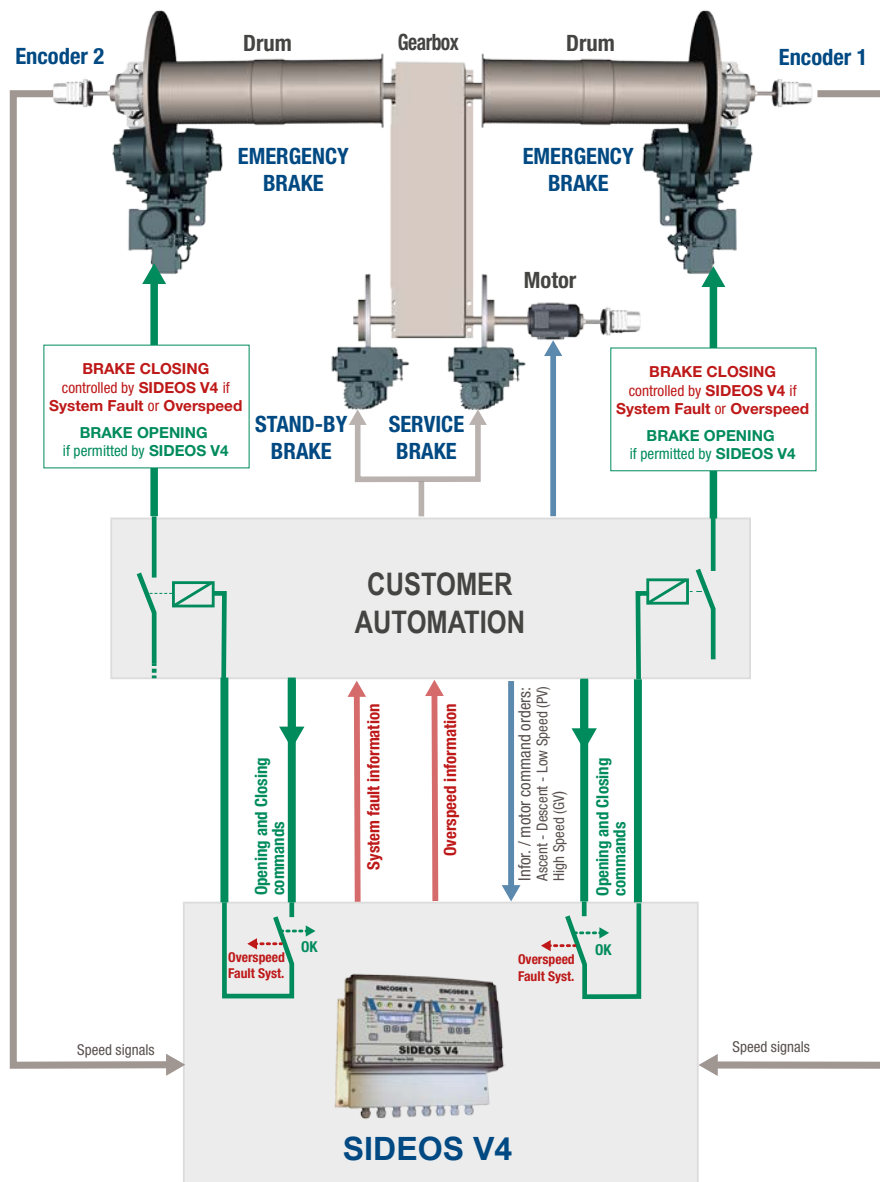 Encoder 2
Drum
Gearbox
Drum
Encoder 1
EMERGENCY
BRAKE
EMERGENCY
BRAKE
Motor
BRAKE CLOSING
controlled by SIDEOS V4 if
System Fault or Overspeed
BRAKE OPENING
if permitted by SIDEOS V4
STAND-BY
BRAKE
SERVICE
BRAKE
BRAKE CLOSING
controlled by SIDEOS V4 if
System Fault or Overspeed
BRAKE OPENING
if permitted by SIDEOS V4
CUSTOMER
AUTOMATION
Opening and Closing
commands
System fault information
Overspeed information
Infor. / motor command orders:
Ascent - Descent - Low Speed (PV)
High Speed (GV)
Opening and Closing
commands
OK
Overspeed
Fault Syst.
OK
Overspeed
Fault Syst.
ENCODER 1
ENCODER 2
SIDEOS V4
Speed signals
Speed signals
SIDEOS V4